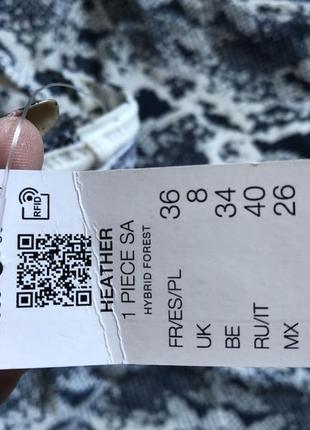 RFID
HEATHER
1 PIECE SA
HYBRID FOREST
FR/ES/PL 36
UK 8
BE 34
RU/IT 40
MX 26